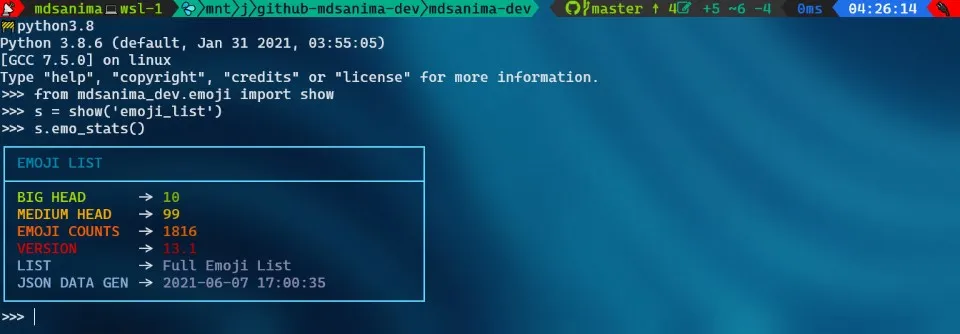 mdsanima wsl-1 mnt j github-mdsanima-dev mdsanima-dev master ↑ 4 +5 ~6 -4 0ms 04:26:14
python3.8
Python 3.8.6 (default, Jan 31 2021, 03:55:05)
[GCC 7.5.0] on linux
Type "help", "copyright", "credits" or "license" for more information.
>>> from mdsanima_dev.emoji import show
>>> s = show('emoji_list')
>>> s.emo_stats()
EMOJI LIST
BIG HEAD → 10
MEDIUM HEAD → 99
EMOJI COUNTS → 1816
VERSION → 13.1
LIST → Full Emoji List
JSON DATA GEN → 2021-06-07 17:00:35
>>>